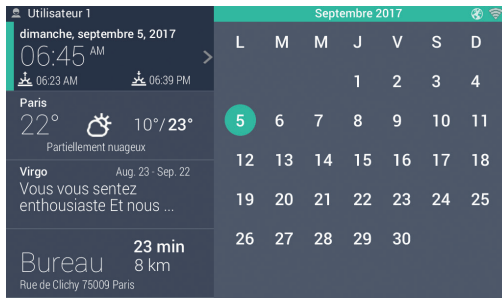 Utilisateur 1
dimanche, septembre 5, 2017
06:45 AM
06:23 AM 06:39 PM
Paris
22° 10°/23°
Partiellement nuageux
Virgo Aug. 23 - Sep. 22
Vous vous sentez
enthousiaste Et nous ...
23 min
Bureau 8 km
Rue de Clichy 75009 Paris
Septembre 2017
L M M J V S D
1 2 3 4
5 6 7 8 9 10 11
12 13 14 15 16 17 18
19 20 21 22 23 24 25
26 27 28 29 30